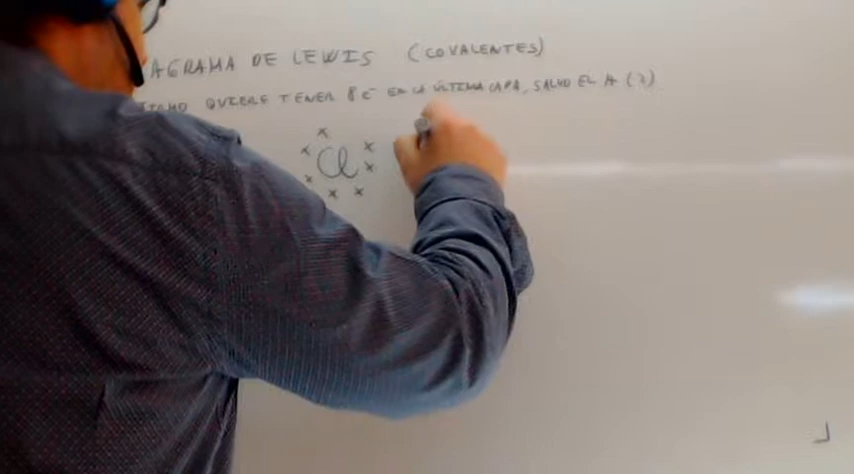 AGRAMA DE LEWIS (COVALENTES)
QUIERE TENER 8 e⁻ EN LA ÚLTIMA CAPA, SALVO EL H (2)
Cl